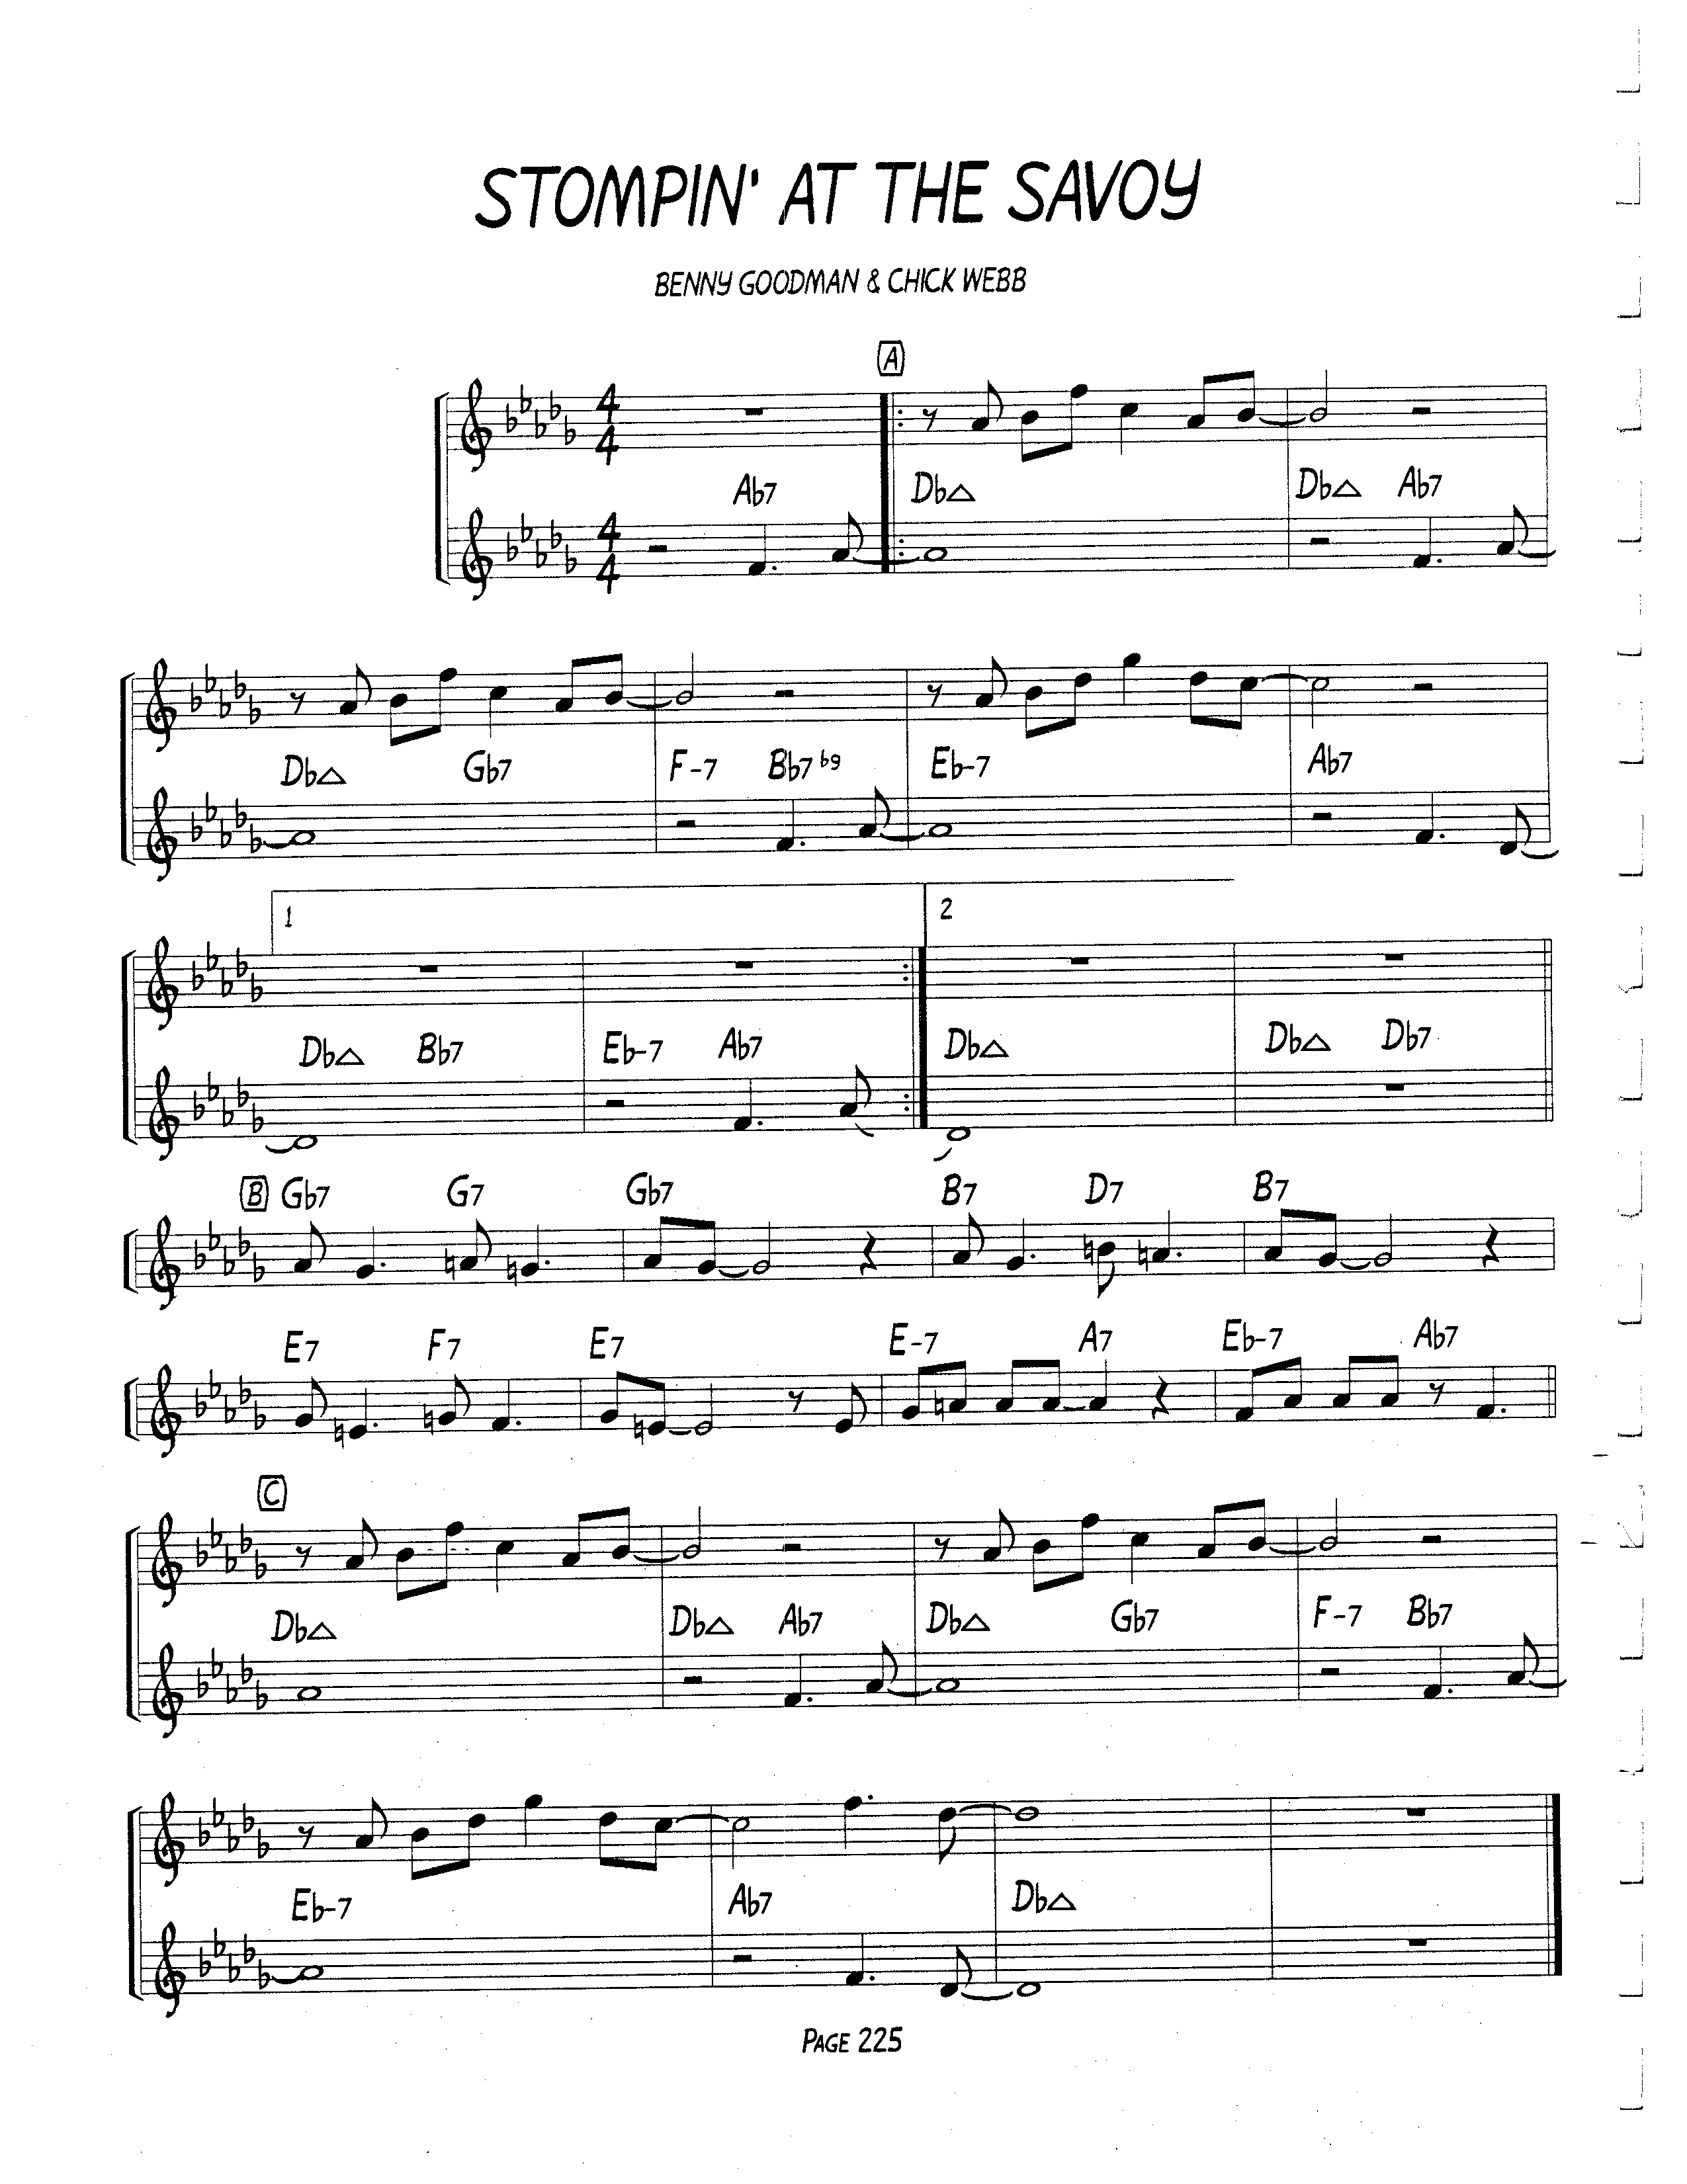 STOMPIN' AT THE SAVOY
BENNY GOODMAN & CHICK WEBB
A
4
4
Ab7 Db△ Db△ Ab7
4
4
Db△ Gb7 F-7 Bb7 b9 Eb-7 Ab7
1 2
Db△ Bb7 Eb-7 Ab7 Db△ Db△ Db7
B Gb7 G7 Gb7 B7 D7 B7
E7 F7 E7 E-7 A7 Eb-7 Ab7
C
Db△ Db△ Ab7 Db△ Gb7 F-7 Bb7
Eb-7 Ab7 Db△
PAGE 225